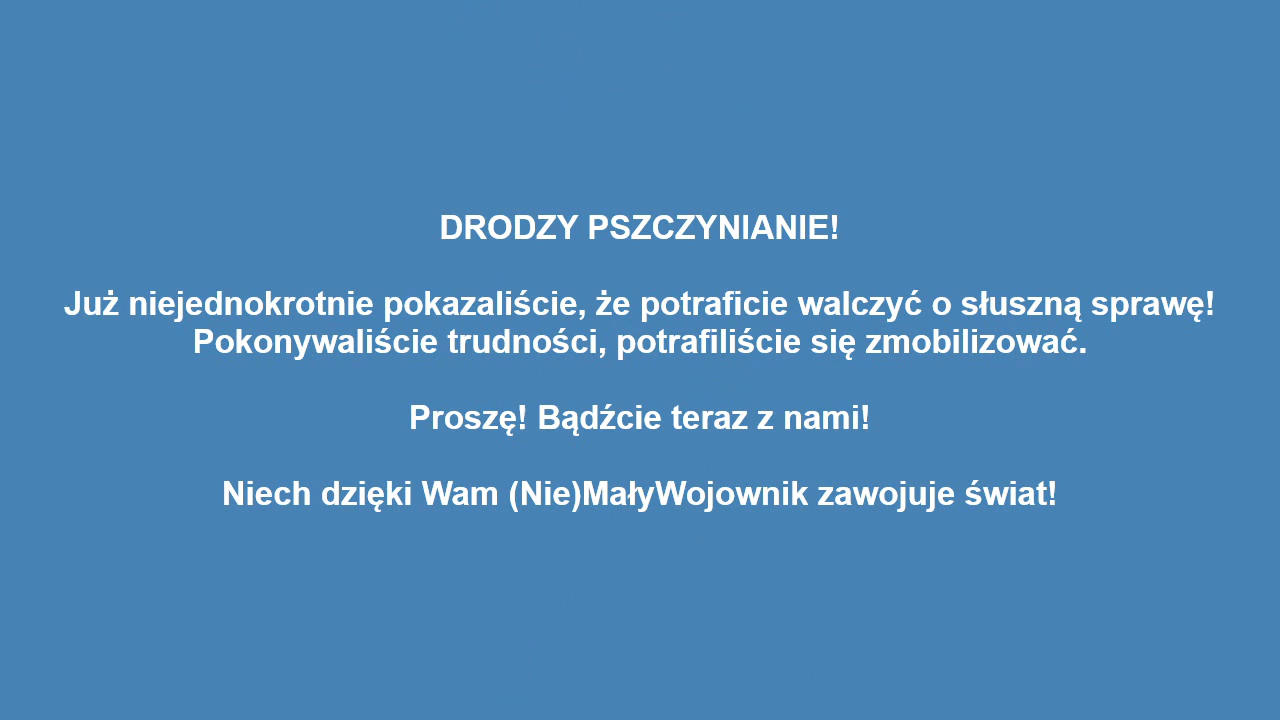 DRODZY PSZCZYNIANIE!
Już niejednokrotnie pokazaliście, że potraficie walczyć o słuszną sprawę!
Pokonywaliście trudności, potrafiliście się zmobilizować.
Proszę! Bądźcie teraz z nami!
Niech dzięki Wam (Nie)MałyWojownik zawojuje świat!